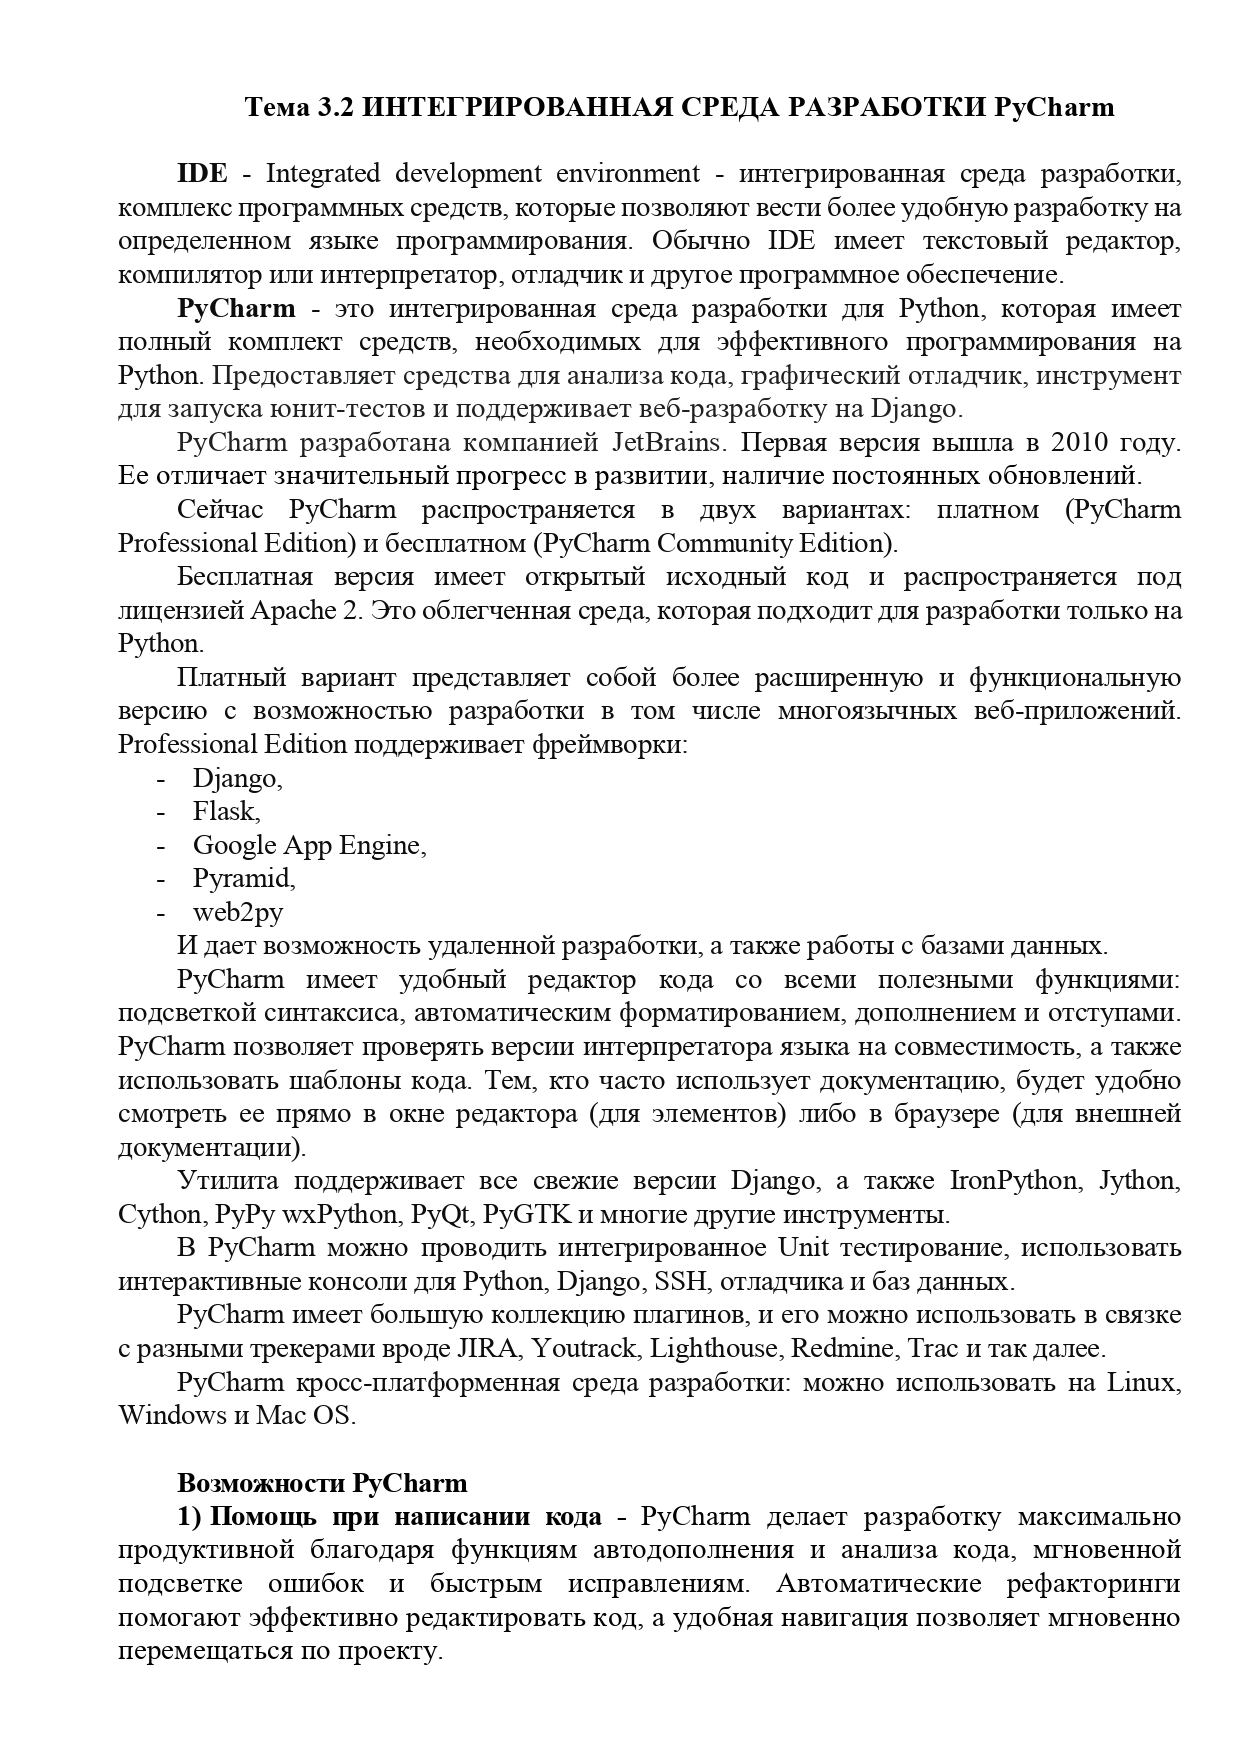 Тема 3.2 ИНТЕГРИРОВАННАЯ СРЕДА РАЗРАБОТКИ PyCharm
IDE - Integrated development environment - интегрированная среда разработки,
комплекс программных средств, которые позволяют вести более удобную разработку на
определенном языке программирования. Обычно IDE имеет текстовый редактор,
компилятор или интерпретатор, отладчик и другое программное обеспечение.
PyCharm - это интегрированная среда разработки для Python, которая имеет
полный комплект средств, необходимых для эффективного программирования на
Python. Предоставляет средства для анализа кода, графический отладчик, инструмент
для запуска юнит-тестов и поддерживает веб-разработку на Django.
PyCharm разработана компанией JetBrains. Первая версия вышла в 2010 году.
Ее отличает значительный прогресс в развитии, наличие постоянных обновлений.
Сейчас PyCharm распространяется в двух вариантах: платном (PyCharm
Professional Edition) и бесплатном (PyCharm Community Edition).
Бесплатная версия имеет открытый исходный код и распространяется под
лицензией Apache 2. Это облегченная среда, которая подходит для разработки только на
Python.
Платный вариант представляет собой более расширенную и функциональную
версию с возможностью разработки в том числе многоязычных веб-приложений.
Professional Edition поддерживает фреймворки:
- Django,
- Flask,
- Google App Engine,
- Pyramid,
- web2py
И дает возможность удаленной разработки, а также работы с базами данных.
PyCharm имеет удобный редактор кода со всеми полезными функциями:
подсветкой синтаксиса, автоматическим форматированием, дополнением и отступами.
PyCharm позволяет проверять версии интерпретатора языка на совместимость, а также
использовать шаблоны кода. Тем, кто часто использует документацию, будет удобно
смотреть ее прямо в окне редактора (для элементов) либо в браузере (для внешней
документации).
Утилита поддерживает все свежие версии Django, а также IronPython, Jython,
Cython, PyPy wxPython, PyQt, PyGTK и многие другие инструменты.
В PyCharm можно проводить интегрированное Unit тестирование, использовать
интерактивные консоли для Python, Django, SSH, отладчика и баз данных.
PyCharm имеет большую коллекцию плагинов, и его можно использовать в связке
с разными трекерами вроде JIRA, Youtrack, Lighthouse, Redmine, Trac и так далее.
PyCharm кросс-платформенная среда разработки: можно использовать на Linux,
Windows и Mac OS.
Возможности PyCharm
1) Помощь при написании кода - PyCharm делает разработку максимально
продуктивной благодаря функциям автодополнения и анализа кода, мгновенной
подсветке ошибок и быстрым исправлениям. Автоматические рефакторинги
помогают эффективно редактировать код, а удобная навигация позволяет мгновенно
перемещаться по проекту.